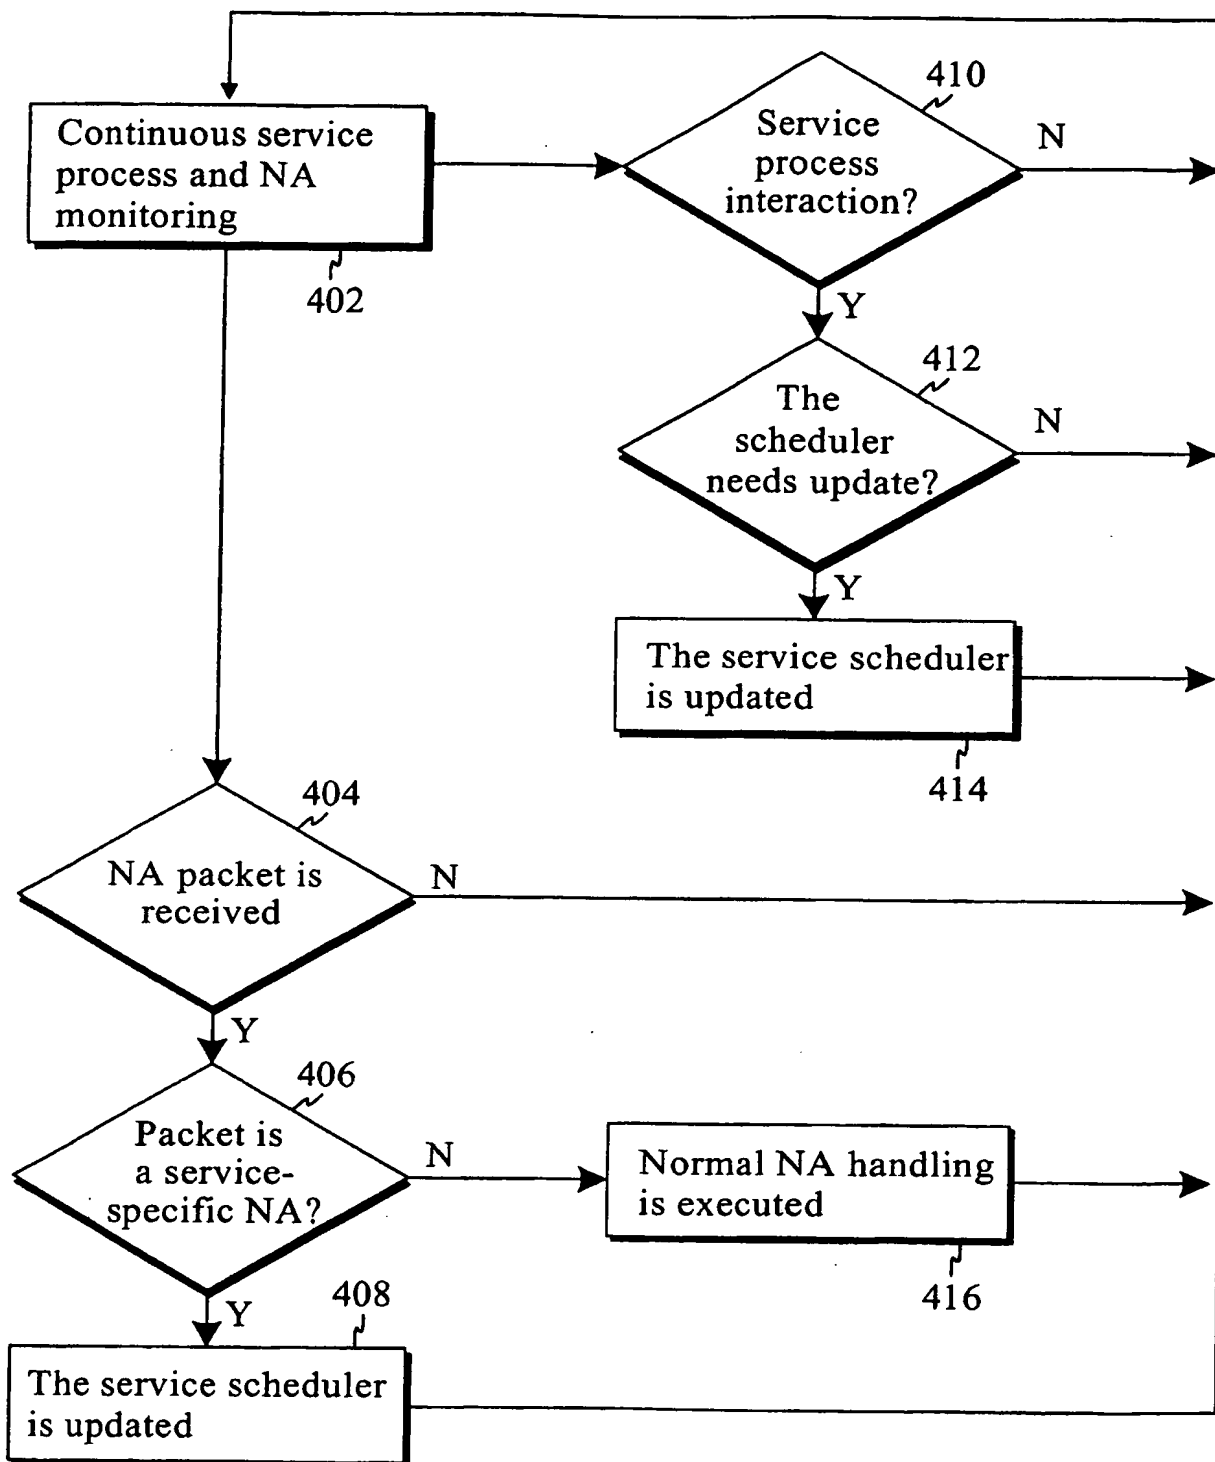 Continuous service
process and NA
monitoring
402
410
Service
process
interaction?
N
Y
412
The
scheduler
needs update?
N
Y
The service scheduler
is updated
414
404
NA packet is
received
N
Y
406
Packet is
a service-
specific NA?
N
Normal NA handling
is executed
416
Y
408
The service scheduler
is updated